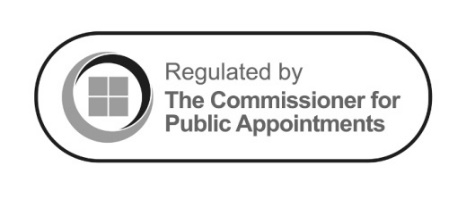 Regulated by
The Commissioner for
Public Appointments